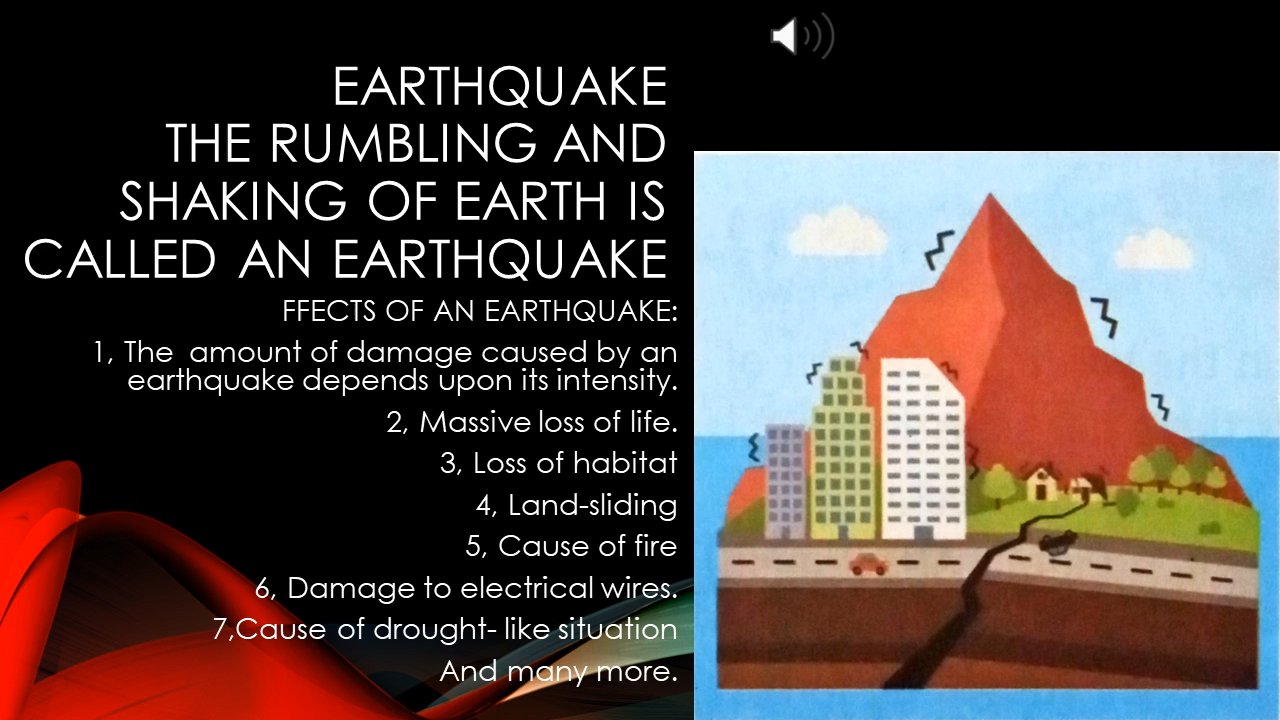 EARTHQUAKE
THE RUMBLING AND
SHAKING OF EARTH IS
CALLED AN EARTHQUAKE
FFECTS OF AN EARTHQUAKE:
1, The amount of damage caused by an
earthquake depends upon its intensity.
2, Massive loss of life.
3, Loss of habitat
4, Land-sliding
5, Cause of fire
6, Damage to electrical wires.
7,Cause of drought- like situation
And many more.